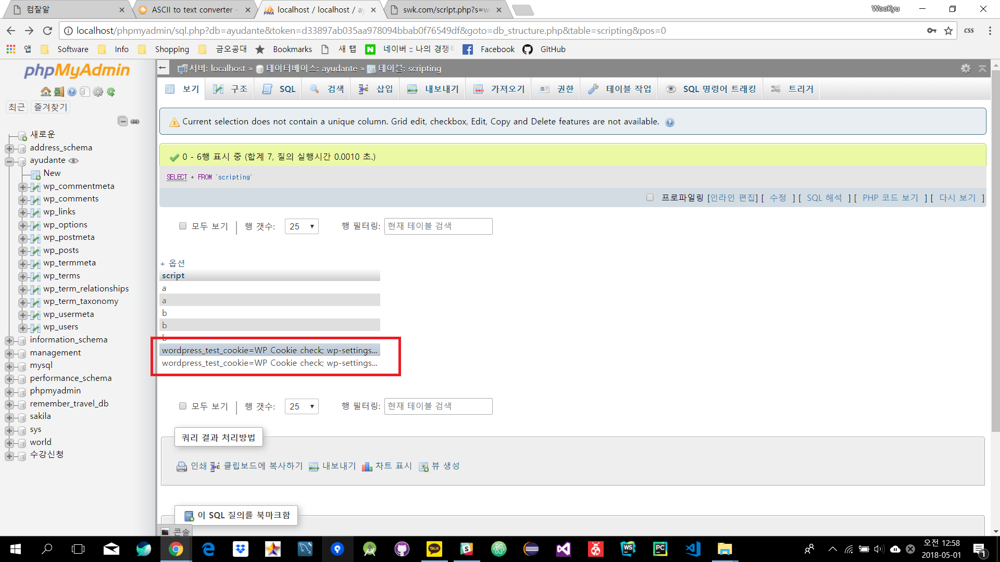 컴잘알
ASCII to text converter -
PMA
localhost / localhost / ay
swk.com/script.php?s=w
WooKyu
localhost/phpmyadmin/sql.php?db=ayudante&token=d33897ab035aa978094bbab0f76549df&goto=db_structure.php&table=scripting&pos=0
CSS
앱
Software
Info
Shopping
금오공대
Bookmarks
새 탭
네이버 :: 나의 경쟁
Facebook
GitHub
phpMyAdmin
최근
즐겨찾기
새로운
address_schema
ayudante
New
wp_commentmeta
wp_comments
wp_links
wp_options
wp_postmeta
wp_posts
wp_termmeta
wp_terms
wp_term_relationships
wp_term_taxonomy
wp_usermeta
wp_users
information_schema
management
mysql
performance_schema
phpmyadmin
remember_travel_db
sakila
sys
world
수강신청
서버: localhost » 데이터베이스: ayudante » 테이블: scripting
보기
구조
SQL
검색
삽입
내보내기
가져오기
권한
테이블 작업
SQL 명령어 트래킹
트리거
Current selection does not contain a unique column. Grid edit, checkbox, Edit, Copy and Delete features are not available.
0 - 6행 표시 중 (합계 7, 질의 실행시간 0.0010 초.)
SELECT * FROM `scripting`
프로파일링 [인라인 편집] [ 수정 ] [ SQL 해석 ] [ PHP 코드 보기 ] [ 다시 보기 ]
모두 보기
행 갯수:
25
행 필터링:
현재 테이블 검색
+ 옵션
script
a
a
b
b
b
wordpress_test_cookie=WP Cookie check; wp-settings...
wordpress_test_cookie=WP Cookie check; wp-settings...
모두 보기
행 갯수:
25
행 필터링:
현재 테이블 검색
쿼리 결과 처리방법
인쇄
클립보드에 복사하기
내보내기
차트 표시
뷰 생성
이 SQL 질의를 북마크함
콘솔
TALK
WS
PC
오전 12:58
2018-05-01
1